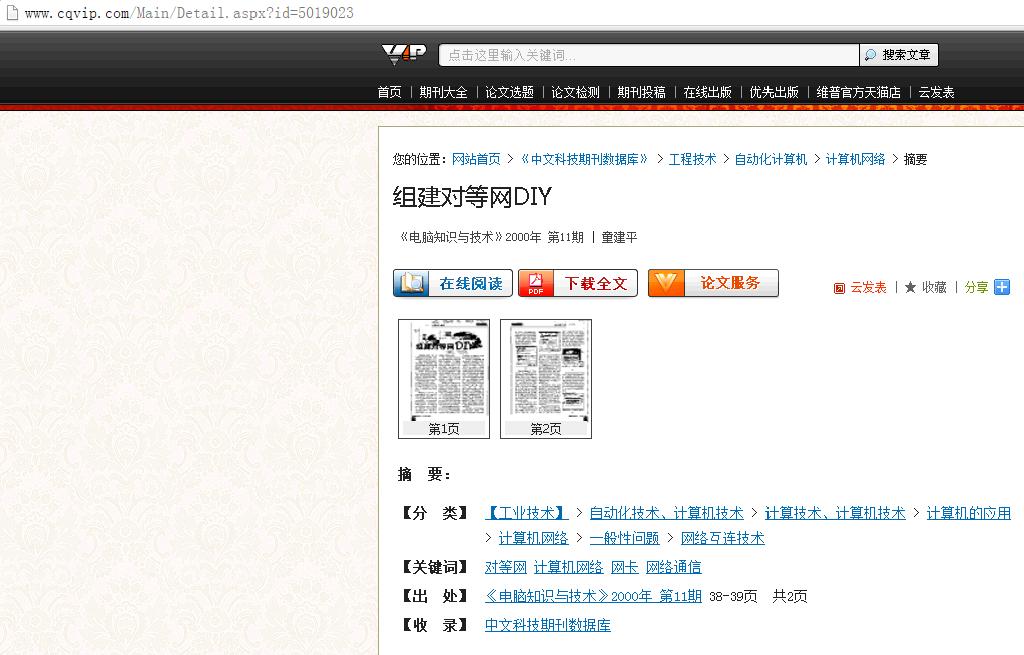 www.cqvip.com/Main/Detail.aspx?id=5019023
VIP 点击这里输入关键词... 搜索文章
首页 | 期刊大全 | 论文选题 | 论文检测 | 期刊投稿 | 在线出版 | 优先出版 | 维普官方天猫店 | 云发表
您的位置：网站首页 > 《中文科技期刊数据库》 > 工程技术 > 自动化计算机 > 计算机网络 > 摘要
组建对等网DIY
《电脑知识与技术》2000年 第11期 | 童建平
在线阅读 PDF 下载全文 论文服务 云发表 | ★ 收藏 | 分享
组建对等网DIY
第1页 第2页
摘 要：
【分 类】 【工业技术】 > 自动化技术、计算机技术 > 计算技术、计算机技术 > 计算机的应用
> 计算机网络 > 一般性问题 > 网络互连技术
【关键词】 对等网 计算机网络 网卡 网络通信
【出 处】 《电脑知识与技术》2000年 第11期 38-39页 共2页
【收 录】 中文科技期刊数据库